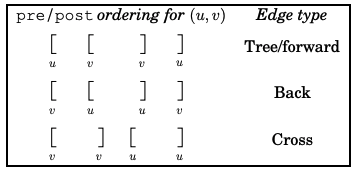 pre/post ordering for (u, v) Edge type
[ [ ] ] Tree/forward
u v v u
[ [ ] ] Back
v u u v
[ ] [ ] Cross
v v u u